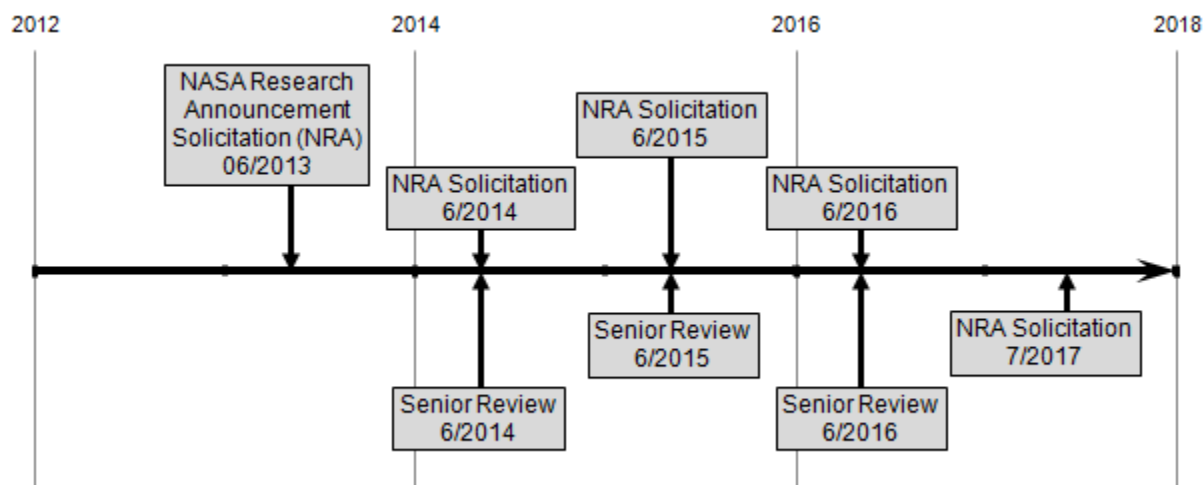 2012
2014
2016
2018
NASA Research
Announcement
Solicitation (NRA)
06/2013
NRA Solicitation
6/2014
NRA Solicitation
6/2015
NRA Solicitation
6/2016
Senior Review
6/2014
Senior Review
6/2015
Senior Review
6/2016
NRA Solicitation
7/2017